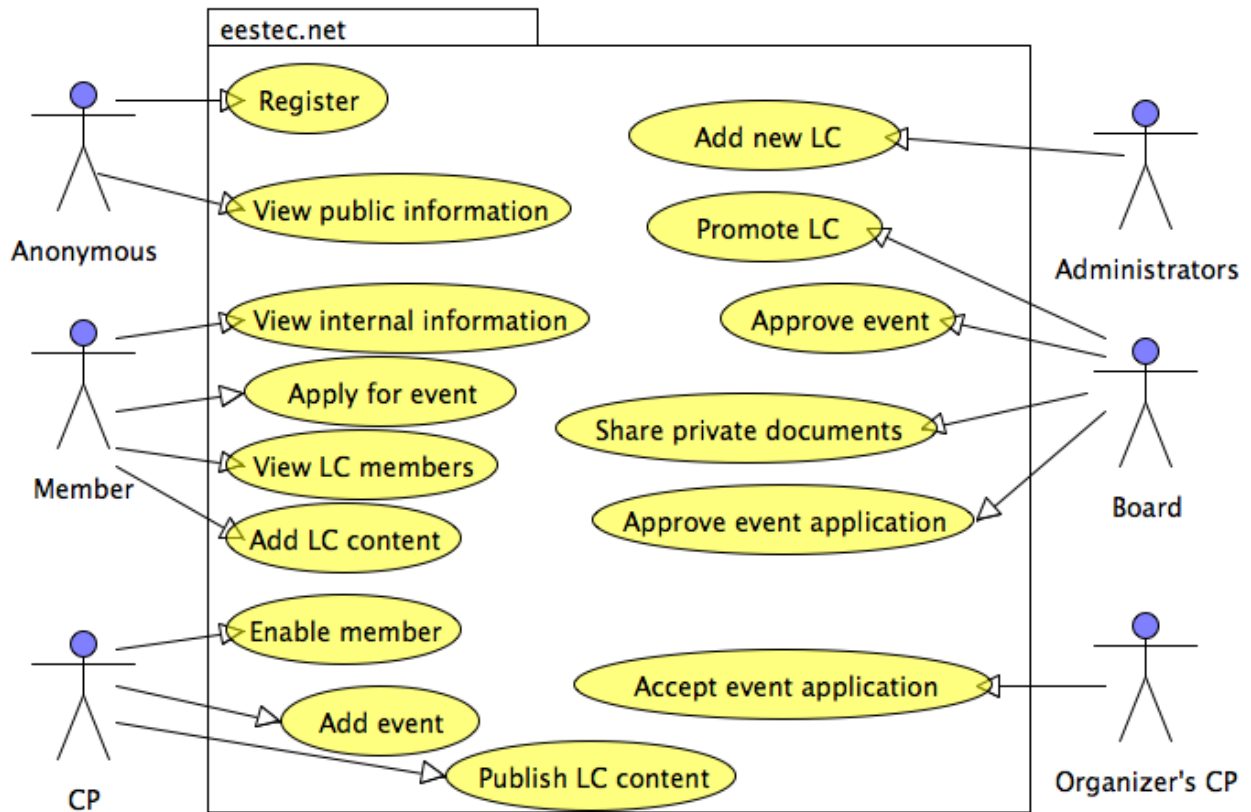 eestec.net
Register
Add new LC
View public information
Promote LC
Anonymous
Administrators
View internal information
Approve event
Apply for event
Share private documents
View LC members
Member
Board
Approve event application
Add LC content
Enable member
Accept event application
Add event
Publish LC content
CP
Organizer's CP